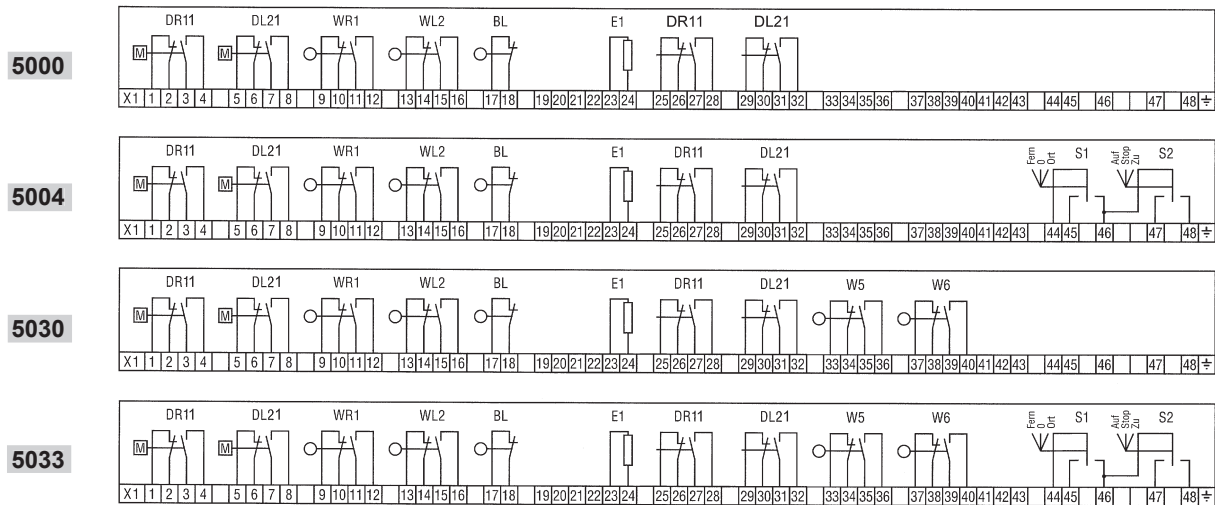 DR11 DL21 WR1 WL2 BL E1 DR11 DL21
M M
5000
X1 1 2 3 4 5 6 7 8 9 10 11 12 13 14 15 16 17 18 19 20 21 22 23 24 25 26 27 28 29 30 31 32 33 34 35 36 37 38 39 40 41 42 43 44 45 46 47 48
DR11 DL21 WR1 WL2 BL E1 DR11 DL21 Fern 0 Ort S1 Auf Stop Zu S2
M M
5004
X1 1 2 3 4 5 6 7 8 9 10 11 12 13 14 15 16 17 18 19 20 21 22 23 24 25 26 27 28 29 30 31 32 33 34 35 36 37 38 39 40 41 42 43 44 45 46 47 48
DR11 DL21 WR1 WL2 BL E1 DR11 DL21 W5 W6
M M
5030
X1 1 2 3 4 5 6 7 8 9 10 11 12 13 14 15 16 17 18 19 20 21 22 23 24 25 26 27 28 29 30 31 32 33 34 35 36 37 38 39 40 41 42 43 44 45 46 47 48
DR11 DL21 WR1 WL2 BL E1 DR11 DL21 W5 W6 Fern 0 Ort S1 Auf Stop Zu S2
M M
5033
X1 1 2 3 4 5 6 7 8 9 10 11 12 13 14 15 16 17 18 19 20 21 22 23 24 25 26 27 28 29 30 31 32 33 34 35 36 37 38 39 40 41 42 43 44 45 46 47 48